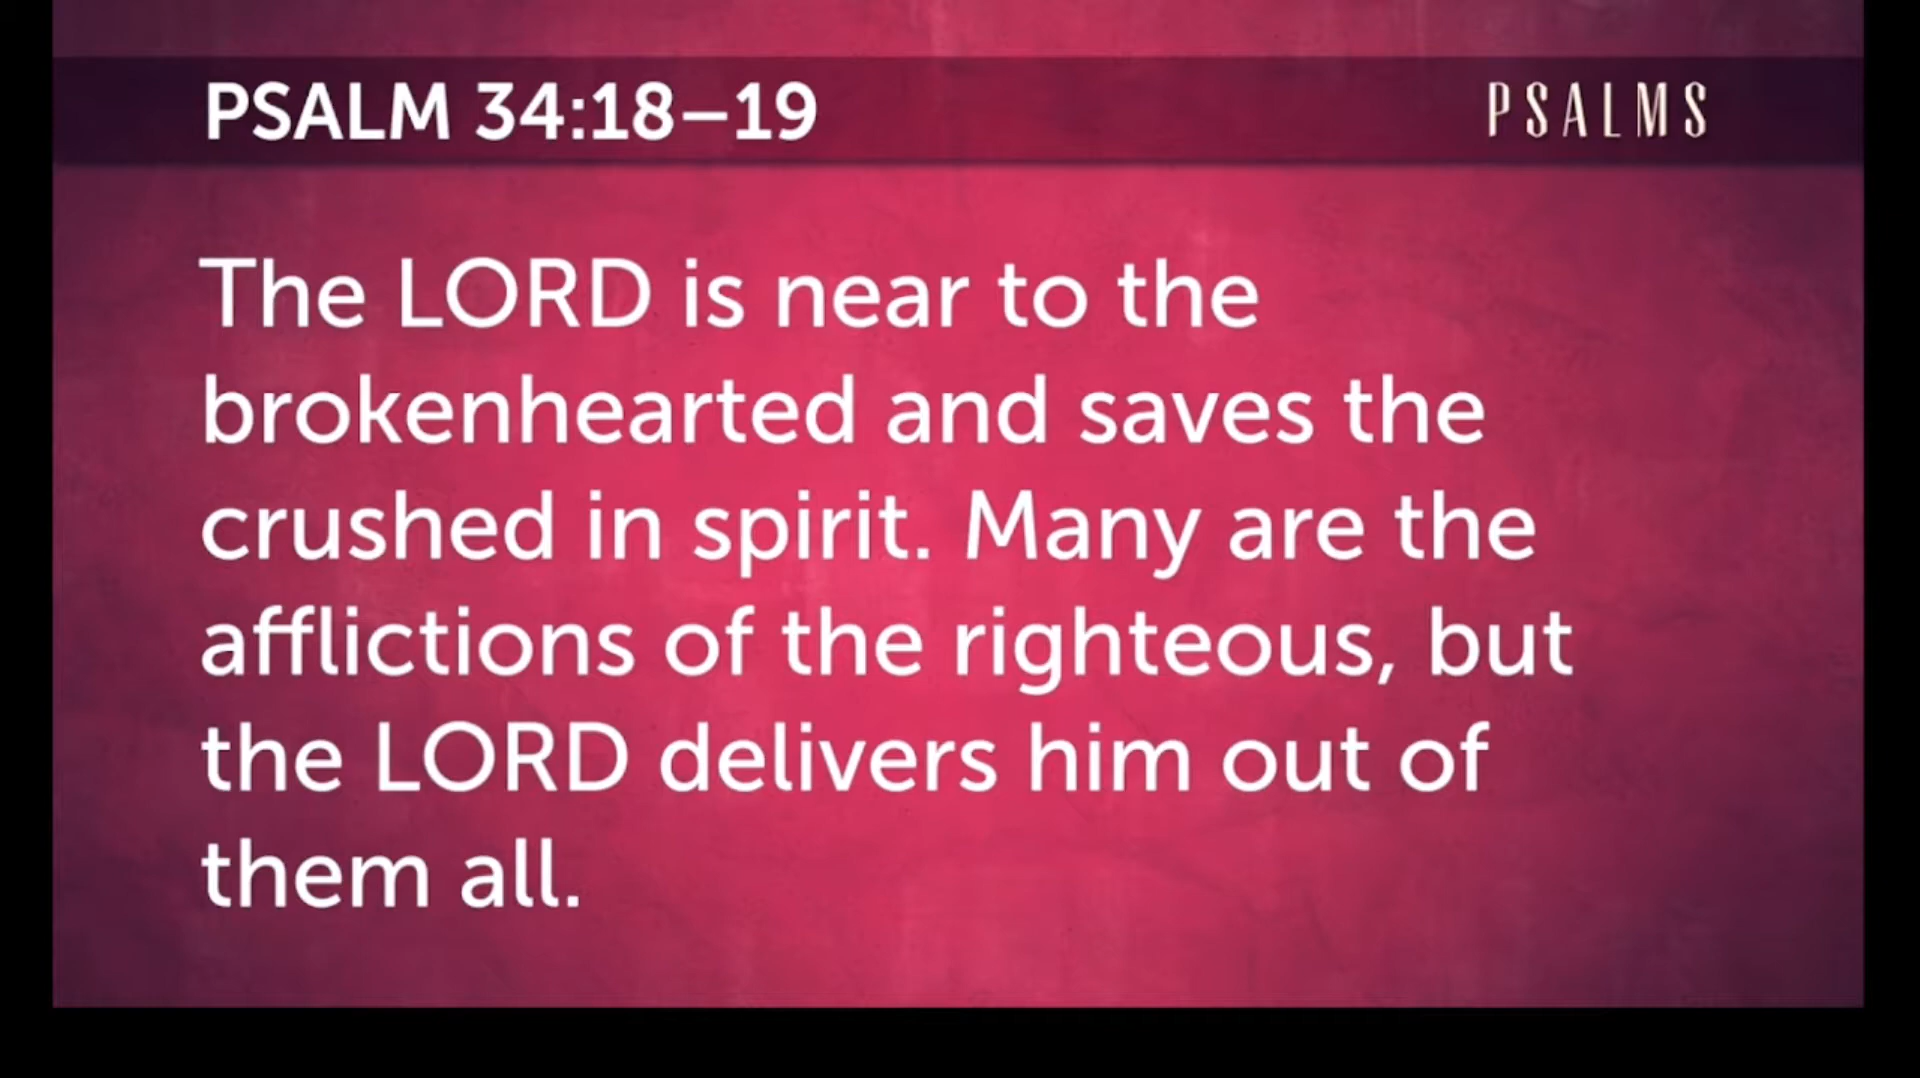 PSALM 34:18–19
PSALMS
The LORD is near to the
brokenhearted and saves the
crushed in spirit. Many are the
afflictions of the righteous, but
the LORD delivers him out of
them all.